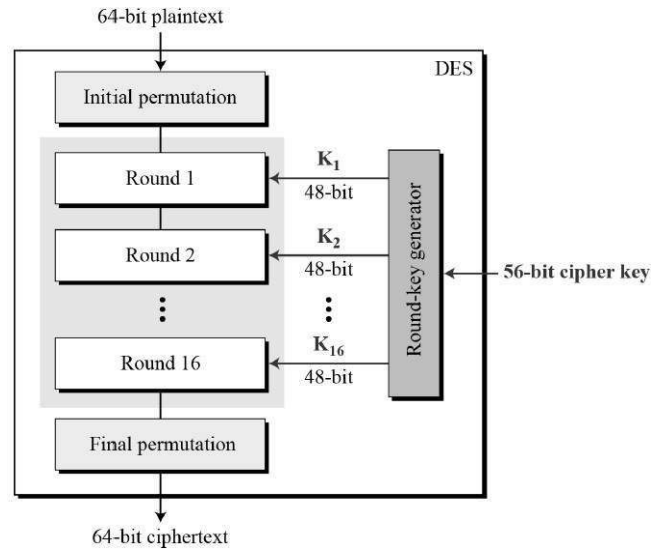 64-bit plaintext
DES
Initial permutation
Round 1
K1
48-bit
Round 2
K2
48-bit
Round-key generator
56-bit cipher key
Round 16
K16
48-bit
Final permutation
64-bit ciphertext